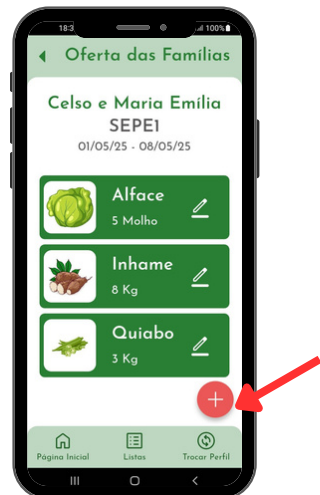 18:3
100%
Oferta das Famílias
Celso e Maria Emília
SEPE1
01/05/25 - 08/05/25
Alface
5 Molho
Inhame
8 Kg
Quiabo
3 Kg
Página Inicial
Listas
Trocar Perfil